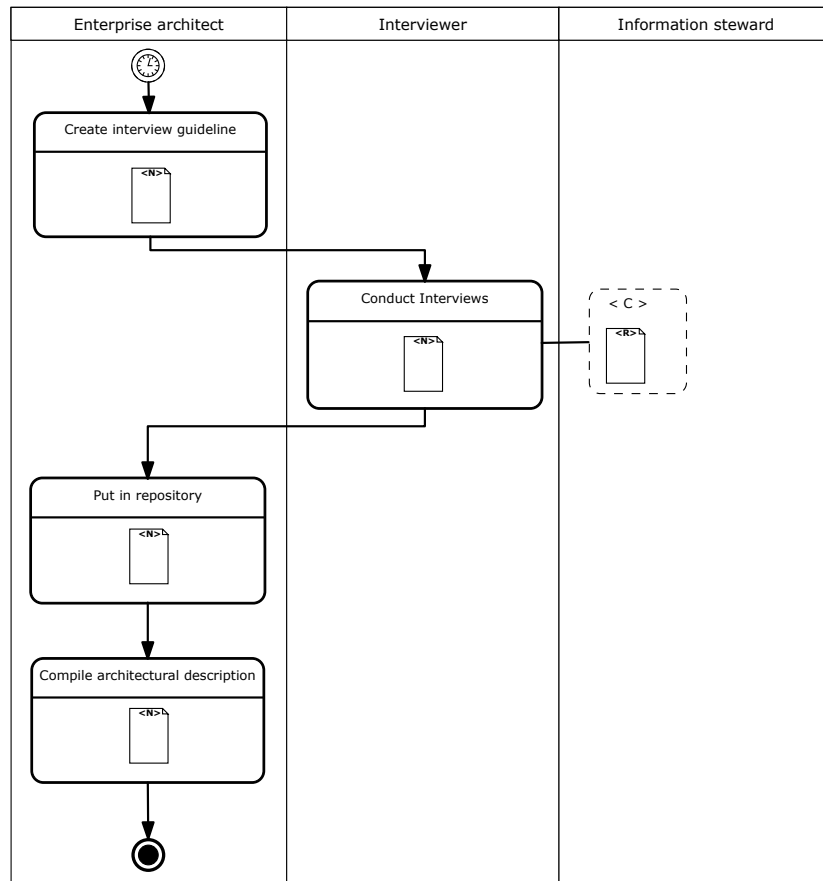 Enterprise architect
Interviewer
Information steward
Create interview guideline
<N>
Conduct Interviews
<N>
< C >
<R>
Put in repository
<N>
Compile architectural description
<N>